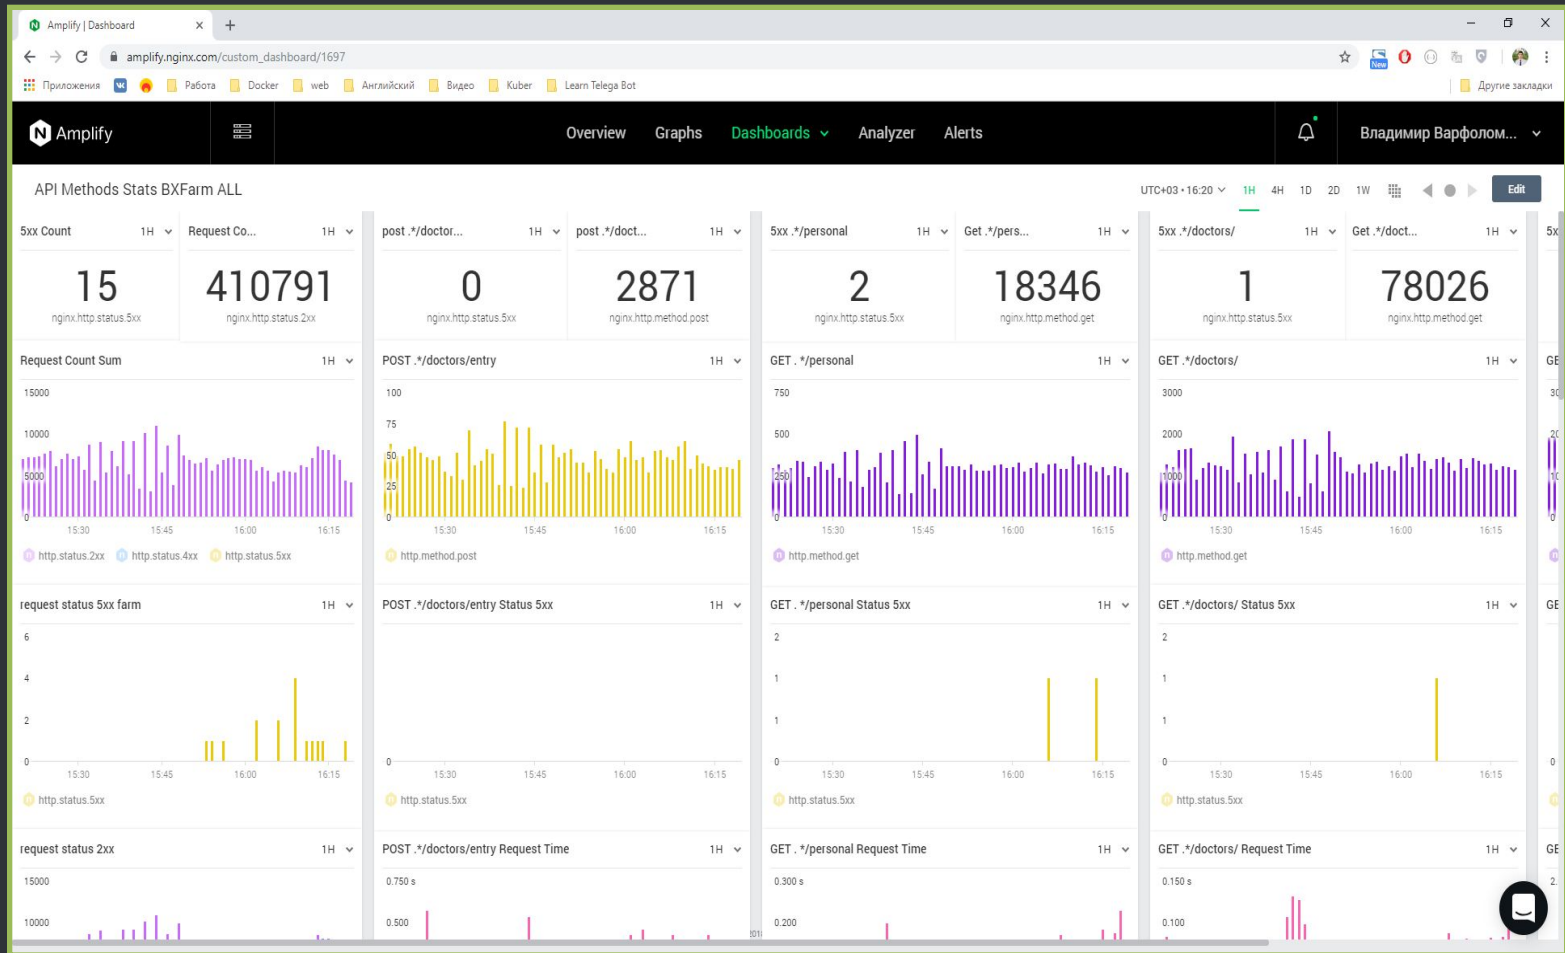 Amplify | Dashboard
amplify.nginx.com/custom_dashboard/1697
New
Приложения Работа Docker web Английский Видео Kuber Learn Telega Bot Другие закладки
N Amplify Overview Graphs Dashboards Analyzer Alerts Владимир Варфолом...
API Methods Stats BXFarm ALL UTC+03 • 16:20 1H 4H 1D 2D 1W Edit
5xx Count 1H Request Co... 1H post .*/doctor... 1H post .*/doct... 1H 5xx .*/personal 1H Get .*/pers... 1H 5xx .*/doctors/ 1H Get .*/doct... 1H 5x
15 410791 0 2871 2 18346 1 78026
nginx.http.status.5xx nginx.http.status.2xx nginx.http.status.5xx nginx.http.method.post nginx.http.status.5xx nginx.http.method.get nginx.http.status.5xx nginx.http.method.get
Request Count Sum 1H
15000
10000
5000
0
15:30 15:45 16:00 16:15
http.status.2xx http.status.4xx http.status.5xx
POST .*/doctors/entry 1H
100
75
50
25
0
15:30 15:45 16:00 16:15
http.method.post
GET . */personal 1H
750
500
250
0
15:30 15:45 16:00 16:15
http.method.get
GET .*/doctors/ 1H
3000
2000
1000
0
15:30 15:45 16:00 16:15
http.method.get
GE
request status 5xx farm 1H
6
4
2
0
15:30 15:45 16:00 16:15
http.status.5xx
POST .*/doctors/entry Status 5xx 1H
0
15:30 15:45 16:00 16:15
http.status.5xx
GET . */personal Status 5xx 1H
2
1
1
0
15:30 15:45 16:00 16:15
http.status.5xx
GET .*/doctors/ Status 5xx 1H
2
1
1
0
15:30 15:45 16:00 16:15
http.status.5xx
GE
0
request status 2xx 1H
15000
10000
POST .*/doctors/entry Request Time 1H
0.750 s
0.500
GET . */personal Request Time 1H
0.300 s
0.200
GET .*/doctors/ Request Time 1H
0.150 s
0.100
GE
2.